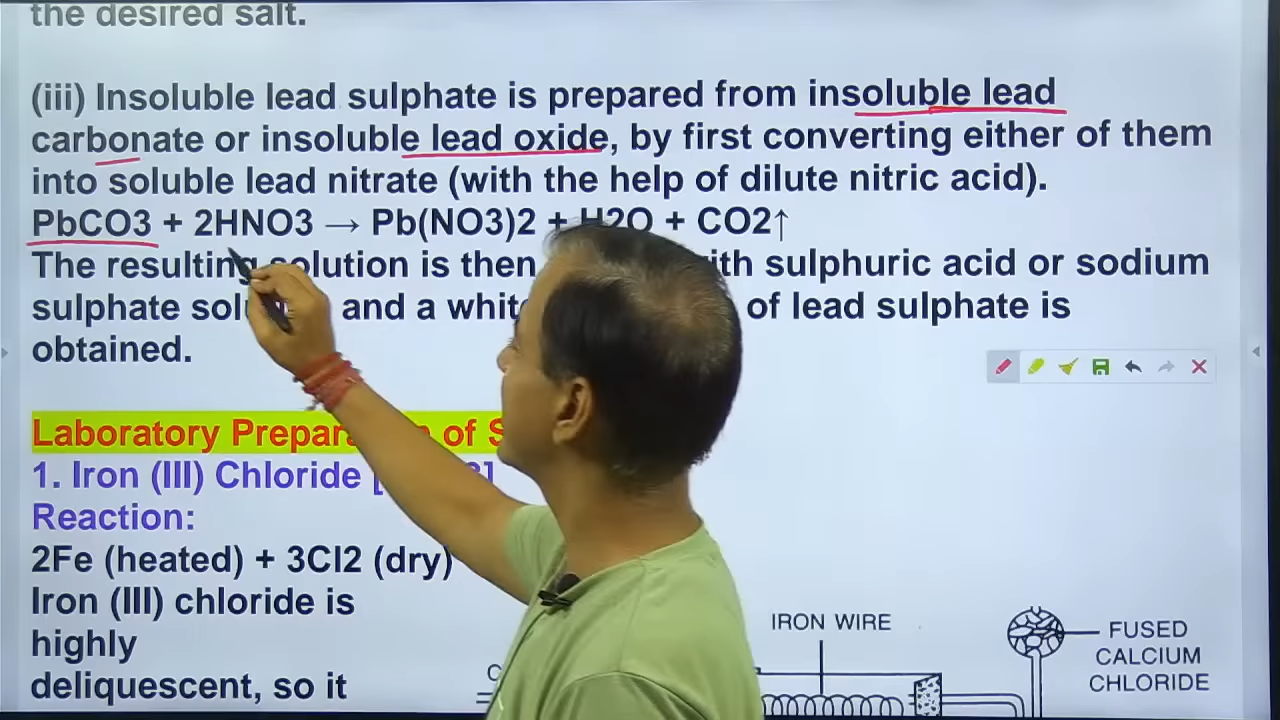 the desired salt.
(iii) Insoluble lead sulphate is prepared from insoluble lead
carbonate or insoluble lead oxide, by first converting either of them
into soluble lead nitrate (with the help of dilute nitric acid).
PbCO3 + 2HNO3 → Pb(NO3)2 + H2O + CO2↑
The resulting solution is then sulphuric acid or sodium
sulphate and a of lead sulphate is
obtained.
Laboratory of
1. Iron (III) Chloride
Reaction:
2Fe (heated) + 3Cl2 (dry)
Iron (III) chloride is
highly
deliquescent, so it
IRON WIRE
FUSED
CALCIUM
CHLORIDE